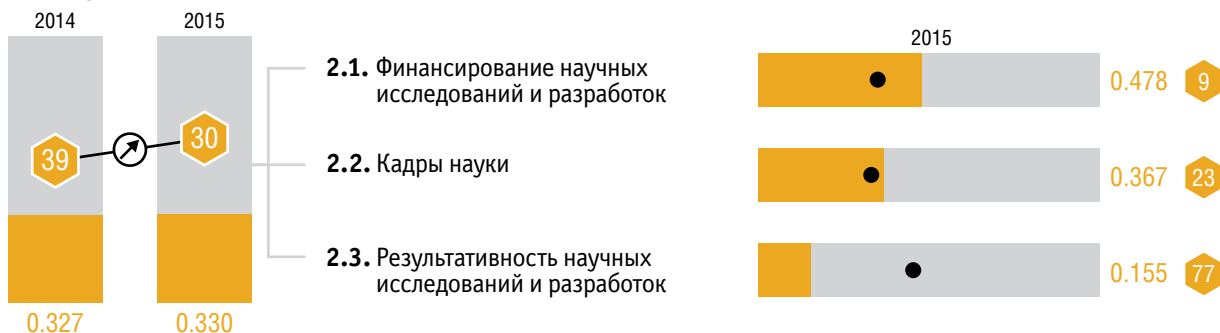 2014
2015
39
30
0.327
0.330
2.1. Финансирование научных
исследований и разработок
2.2. Кадры науки
2.3. Результативность научных
исследований и разработок
2015
0.478
9
0.367
23
0.155
77